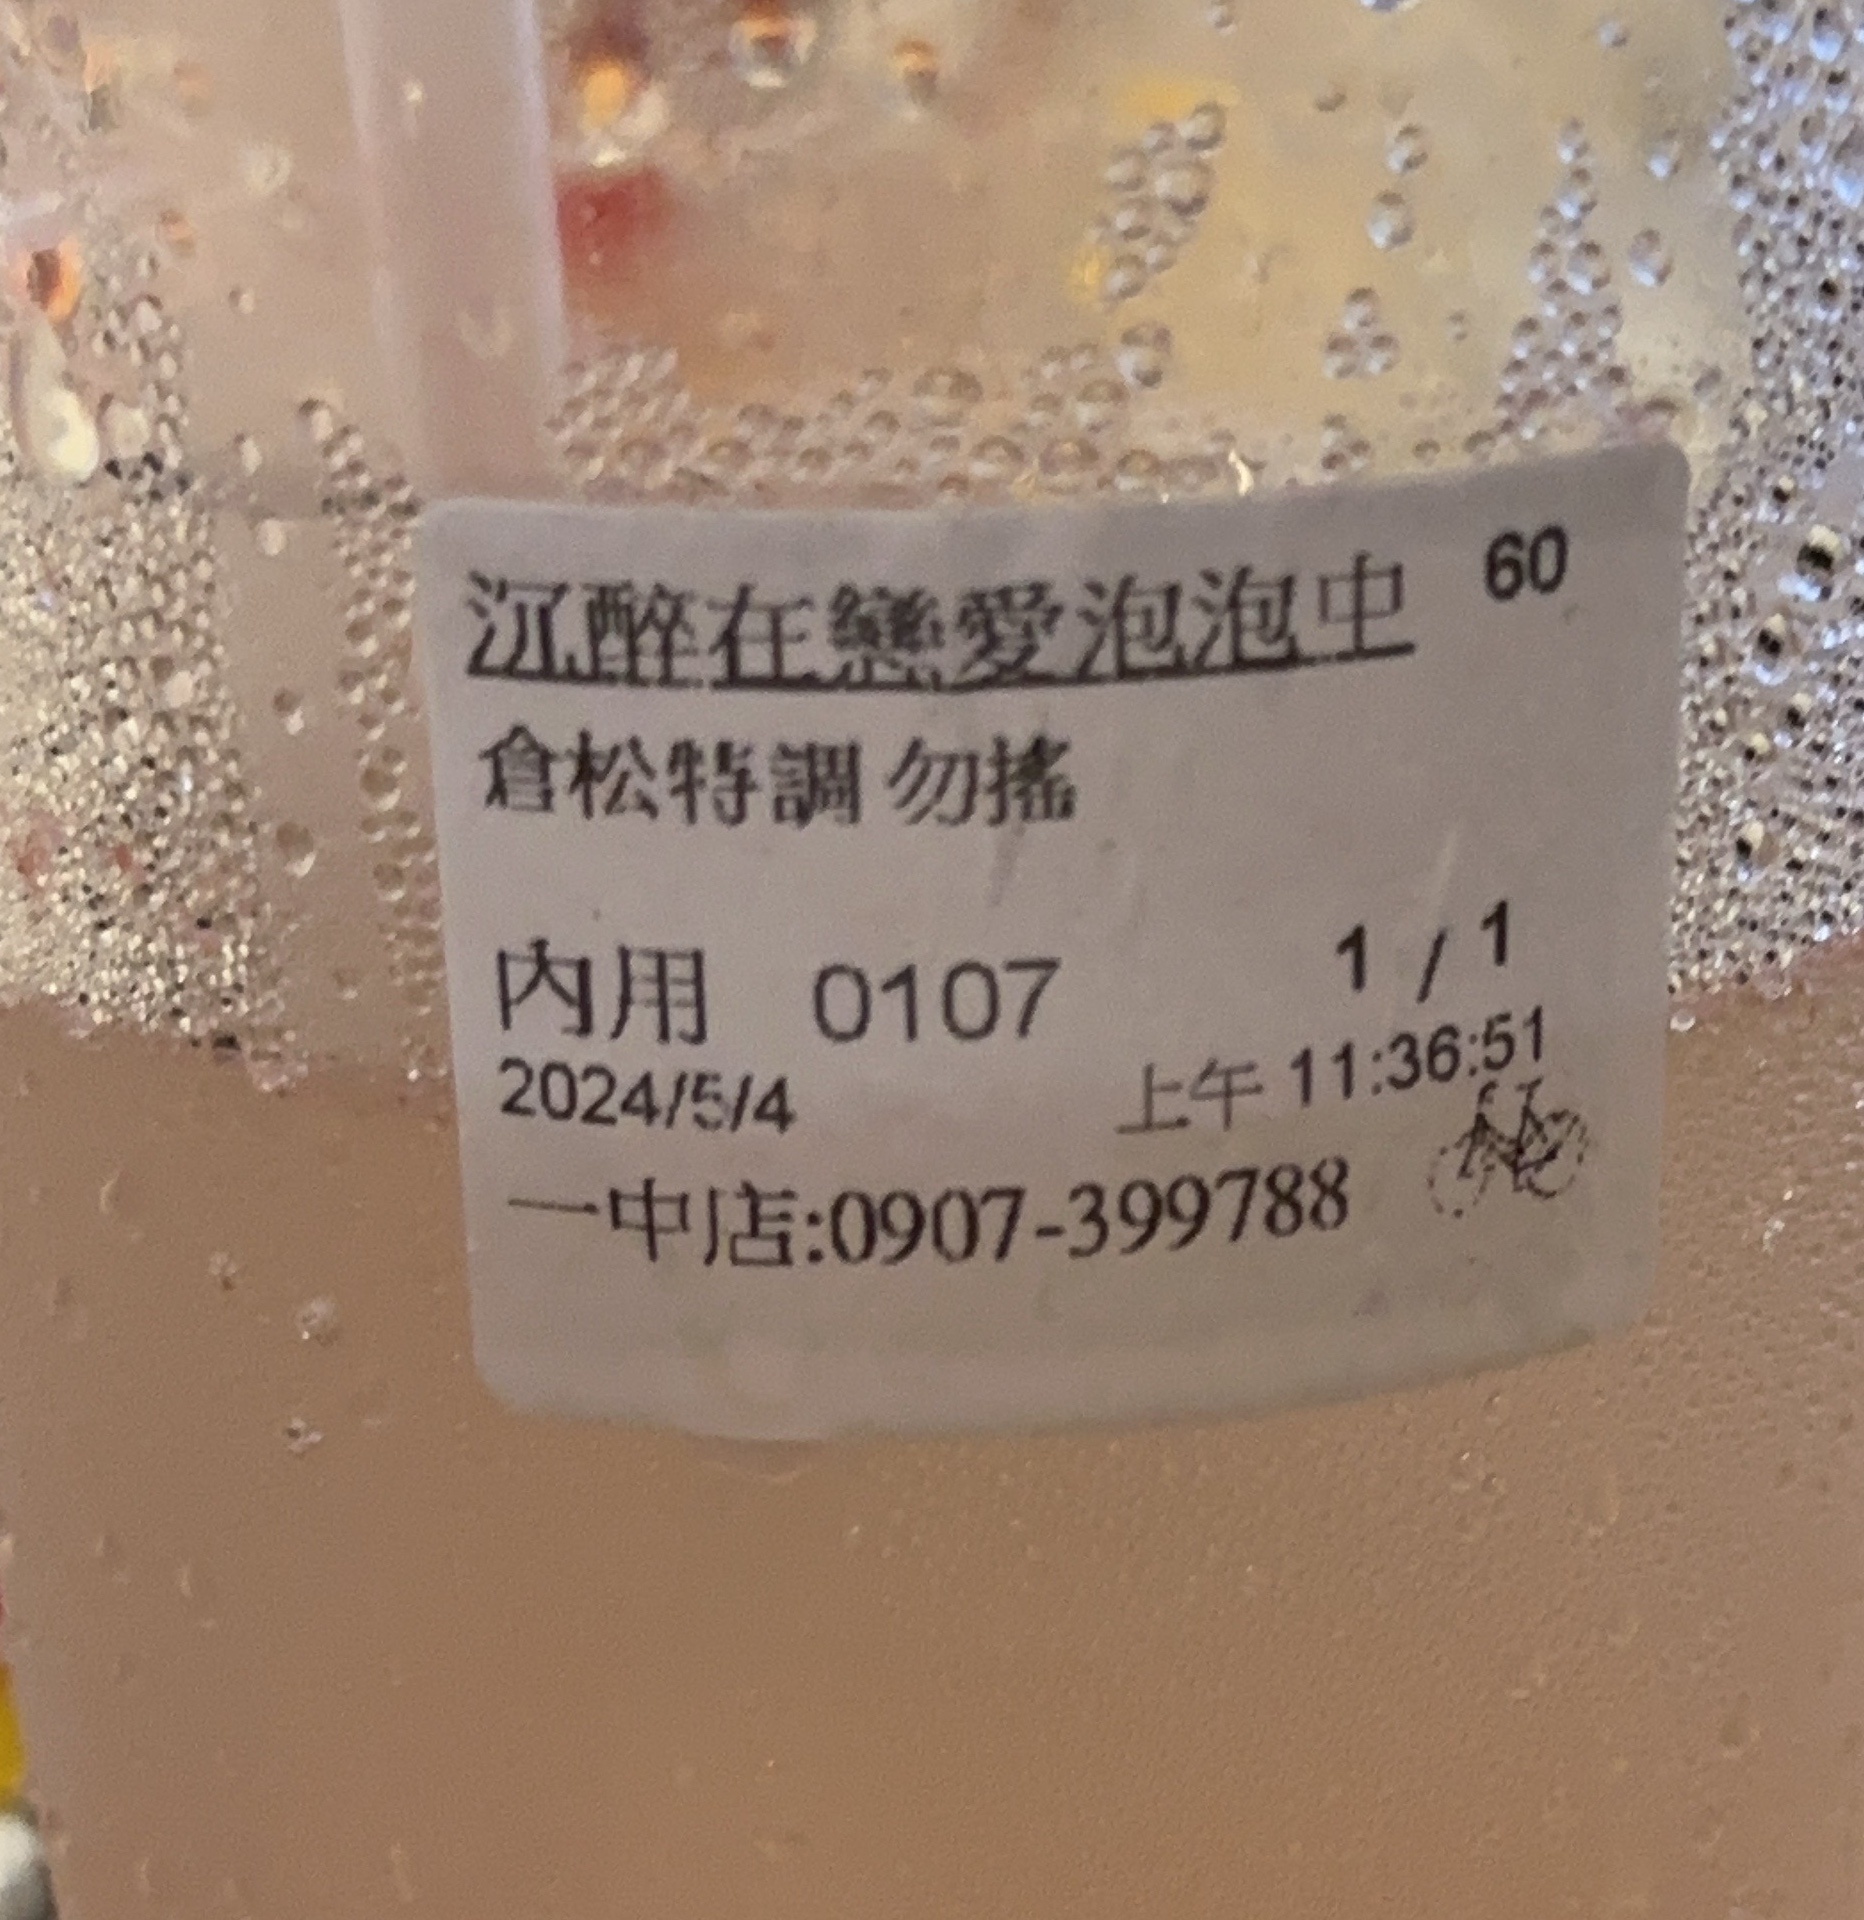 沉醉在戀愛泡泡中 60
倉松特調 勿搖
內用 0107 1 / 1
2024/5/4 上午 11:36:51
一中店:0907-399788